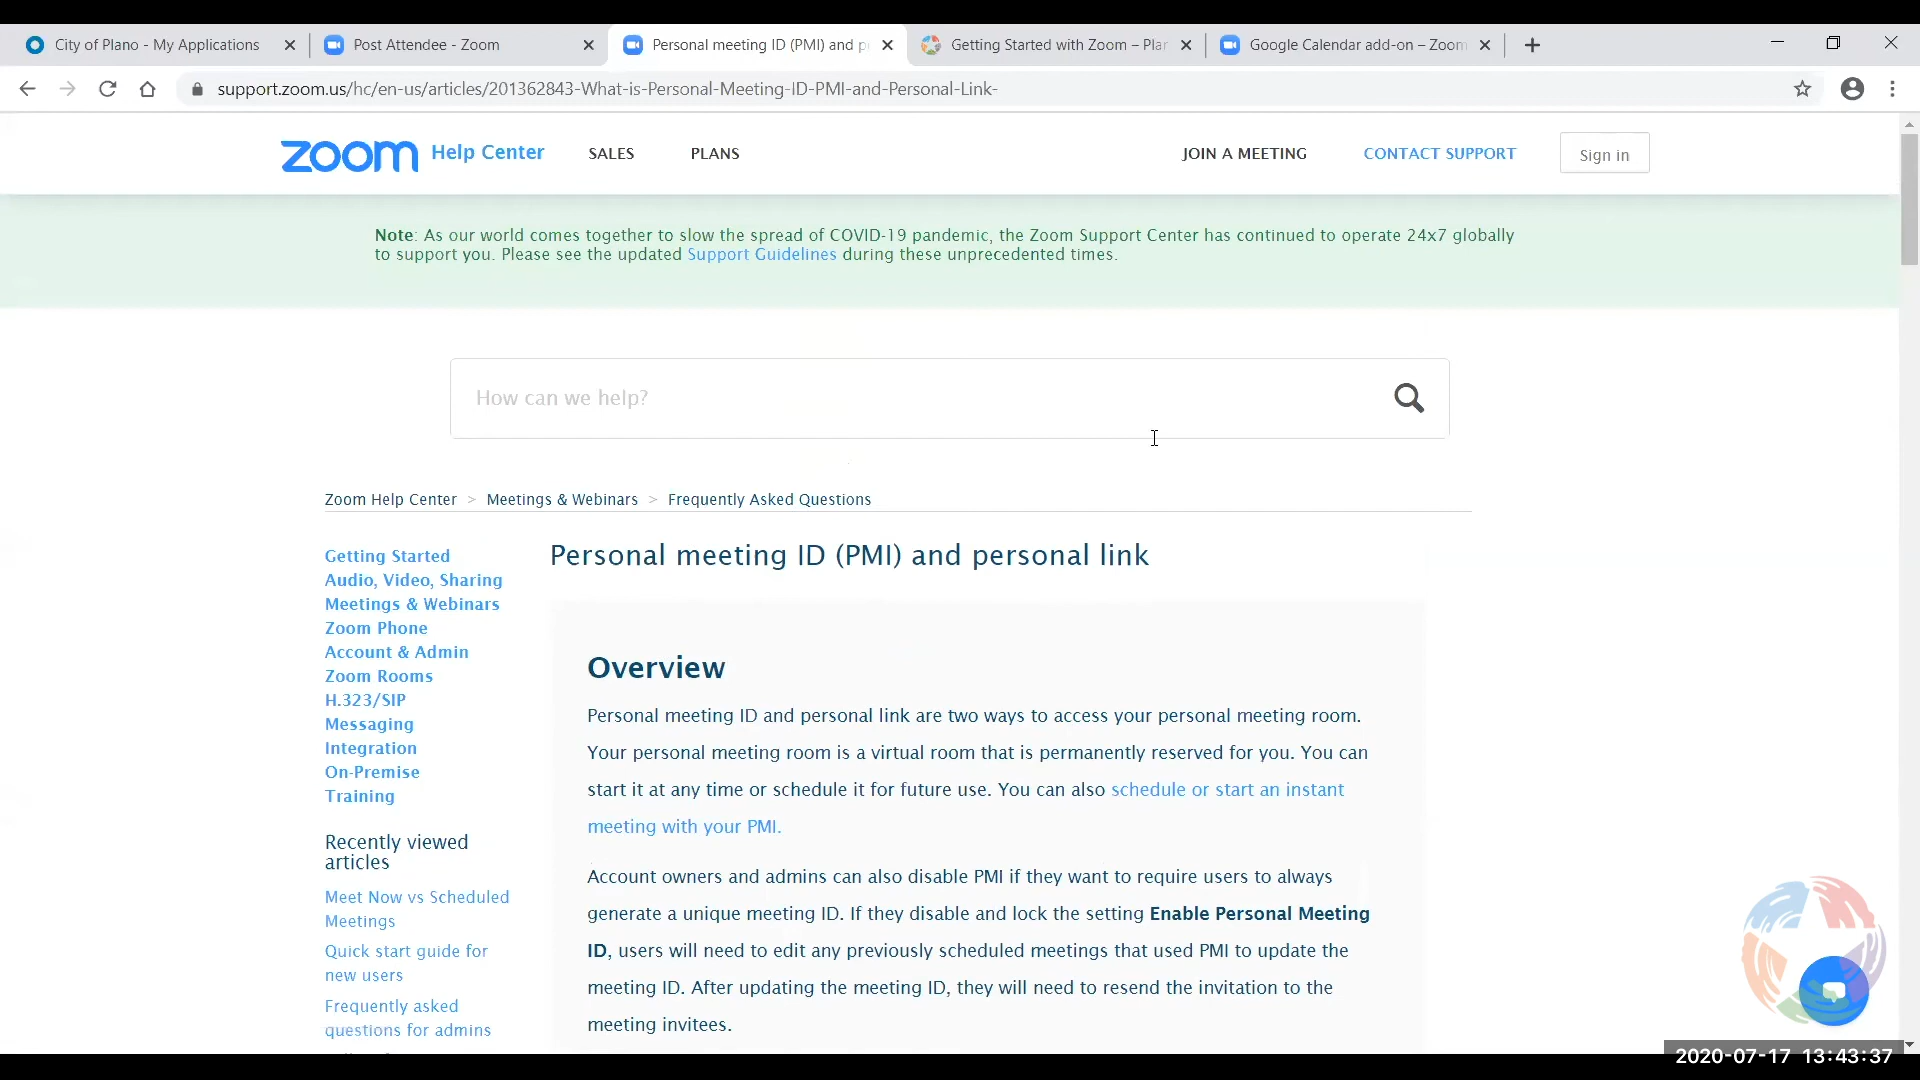 City of Plano - My Applications
Post Attendee - Zoom
Personal meeting ID (PMI) and p
Getting Started with Zoom – Plan
Google Calendar add-on – Zoom
support.zoom.us/hc/en-us/articles/201362843-What-is-Personal-Meeting-ID-PMI-and-Personal-Link-
zoom Help Center SALES PLANS JOIN A MEETING CONTACT SUPPORT Sign in
Note: As our world comes together to slow the spread of COVID-19 pandemic, the Zoom Support Center has continued to operate 24x7 globally
to support you. Please see the updated Support Guidelines during these unprecedented times.
How can we help?
Zoom Help Center > Meetings & Webinars > Frequently Asked Questions
Getting Started
Audio, Video, Sharing
Meetings & Webinars
Zoom Phone
Account & Admin
Zoom Rooms
H.323/SIP
Messaging
Integration
On-Premise
Training
Recently viewed
articles
Meet Now vs Scheduled
Meetings
Quick start guide for
new users
Frequently asked
questions for admins
Personal meeting ID (PMI) and personal link
Overview
Personal meeting ID and personal link are two ways to access your personal meeting room.
Your personal meeting room is a virtual room that is permanently reserved for you. You can
start it at any time or schedule it for future use. You can also schedule or start an instant
meeting with your PMI.
Account owners and admins can also disable PMI if they want to require users to always
generate a unique meeting ID. If they disable and lock the setting Enable Personal Meeting
ID, users will need to edit any previously scheduled meetings that used PMI to update the
meeting ID. After updating the meeting ID, they will need to resend the invitation to the
meeting invitees.
2020-07-17 13:43:37